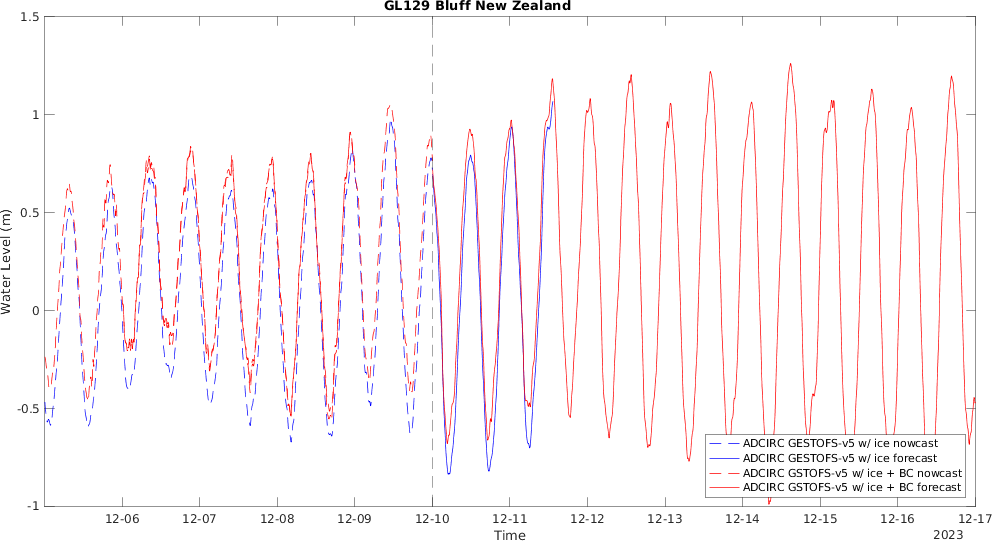 GL129 Bluff New Zealand
1.5
1
0.5
0
-0.5
-1
Water Level (m)
12-06
12-07
12-08
12-09
12-10
12-11
12-12
12-13
12-14
12-15
12-16
12-17
Time
2023
ADCIRC GESTOFS-v5 w/ ice nowcast
ADCIRC GESTOFS-v5 w/ ice forecast
ADCIRC GSTOFS-v5 w/ ice + BC nowcast
ADCIRC GSTOFS-v5 w/ ice + BC forecast